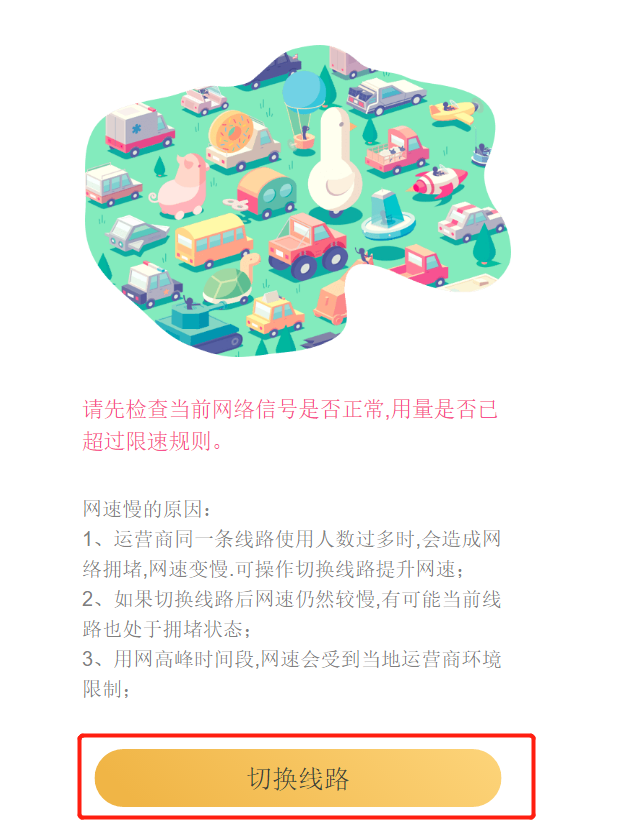 请先检查当前网络信号是否正常,用量是否已
超过限速规则。
网速慢的原因：
1、运营商同一条线路使用人数过多时,会造成网
络拥堵,网速变慢.可操作切换线路提升网速；
2、如果切换线路后网速仍然较慢,有可能当前线
路也处于拥堵状态；
3、用网高峰时间段,网速会受到当地运营商环境
限制；
切换线路